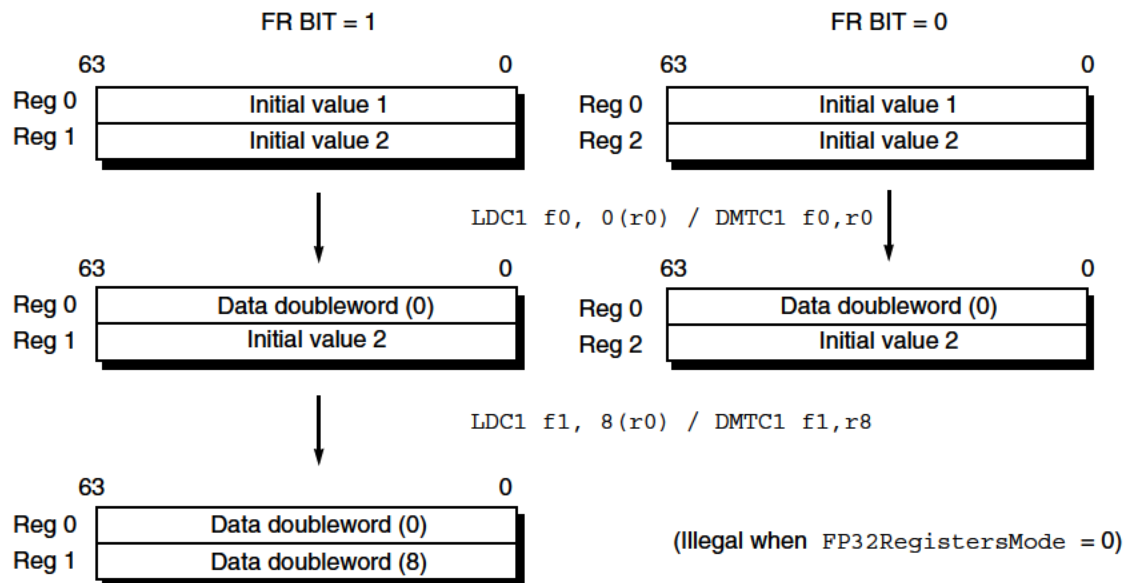 FR BIT = 1 FR BIT = 0
63 0 63 0
Reg 0 Initial value 1 Reg 0 Initial value 1
Reg 1 Initial value 2 Reg 2 Initial value 2
LDC1 f0, 0(r0) / DMTC1 f0,r0
63 0 63 0
Reg 0 Data doubleword (0) Reg 0 Data doubleword (0)
Reg 1 Initial value 2 Reg 2 Initial value 2
LDC1 f1, 8(r0) / DMTC1 f1,r8
63 0
Reg 0 Data doubleword (0)
Reg 1 Data doubleword (8)
(Illegal when FP32RegistersMode = 0)